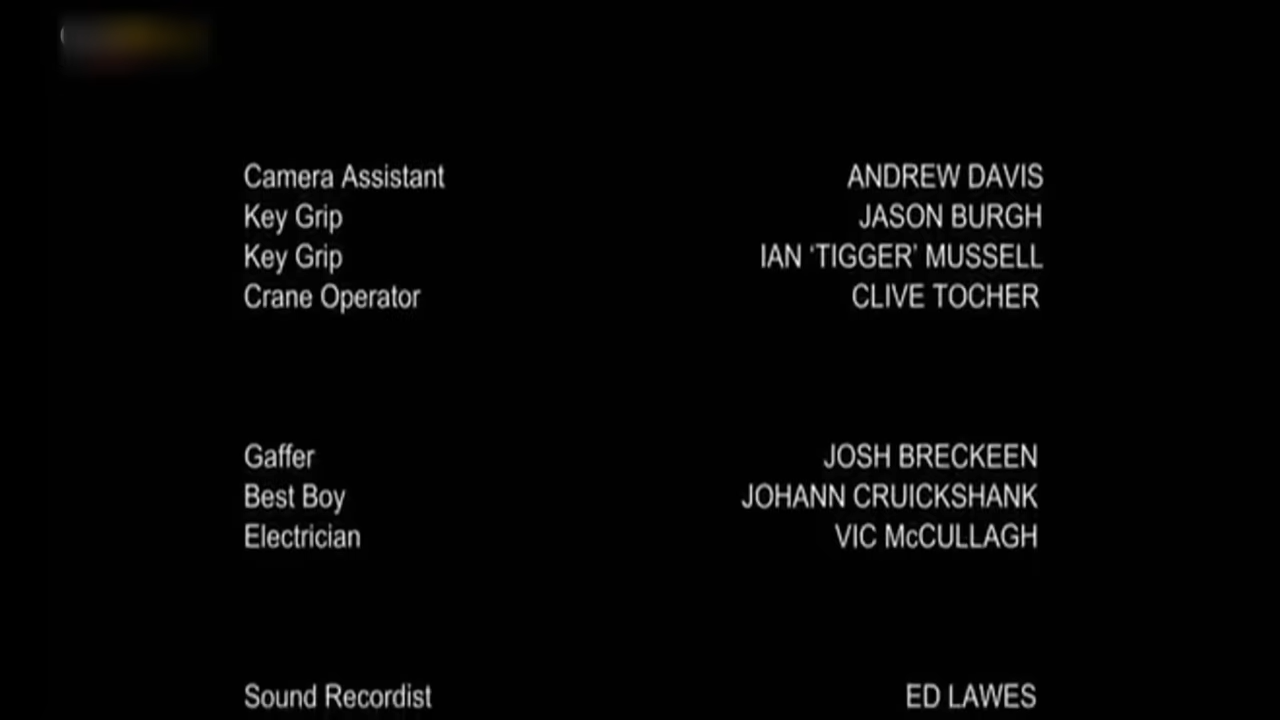 Camera Assistant ANDREW DAVIS
Key Grip JASON BURGH
Key Grip IAN ‘TIGGER’ MUSSELL
Crane Operator CLIVE TOCHER
Gaffer JOSH BRECKEEN
Best Boy JOHANN CRUICKSHANK
Electrician VIC McCULLAGH
Sound Recordist ED LAWES